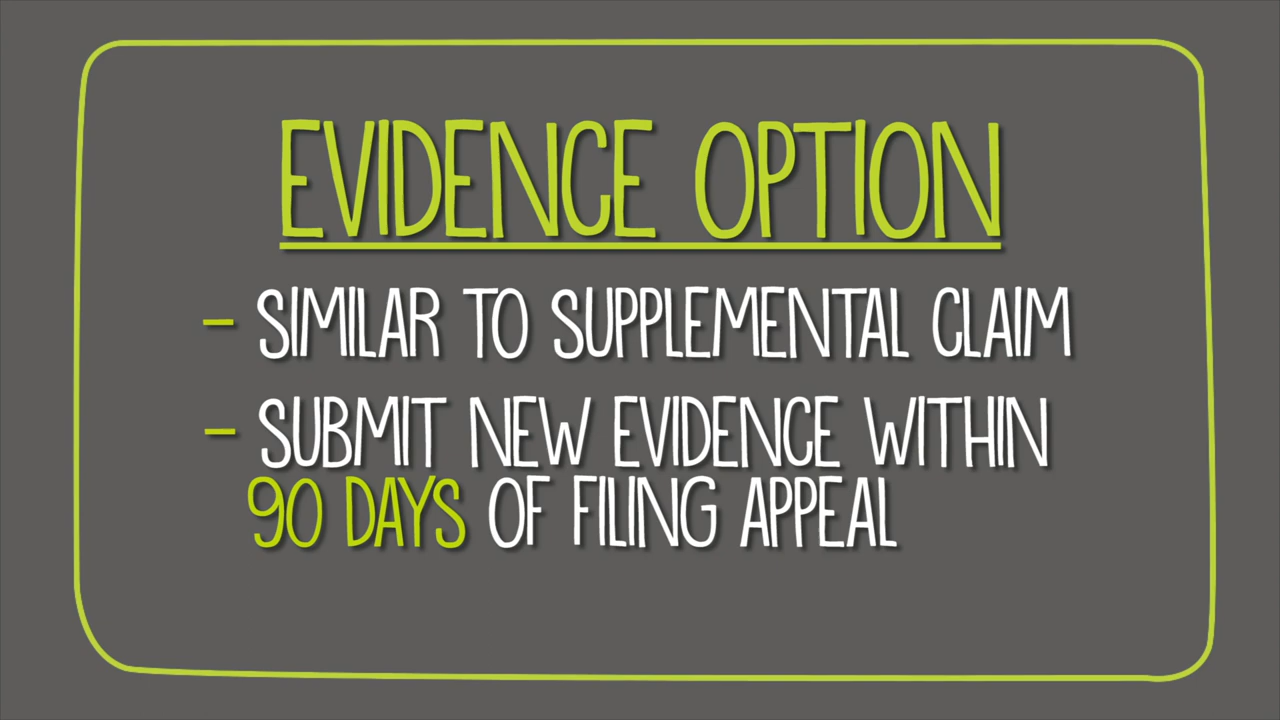 EVIDENCE OPTION
- SIMILAR TO SUPPLEMENTAL CLAIM
- SUBMIT NEW EVIDENCE WITHIN
90 DAYS OF FILING APPEAL